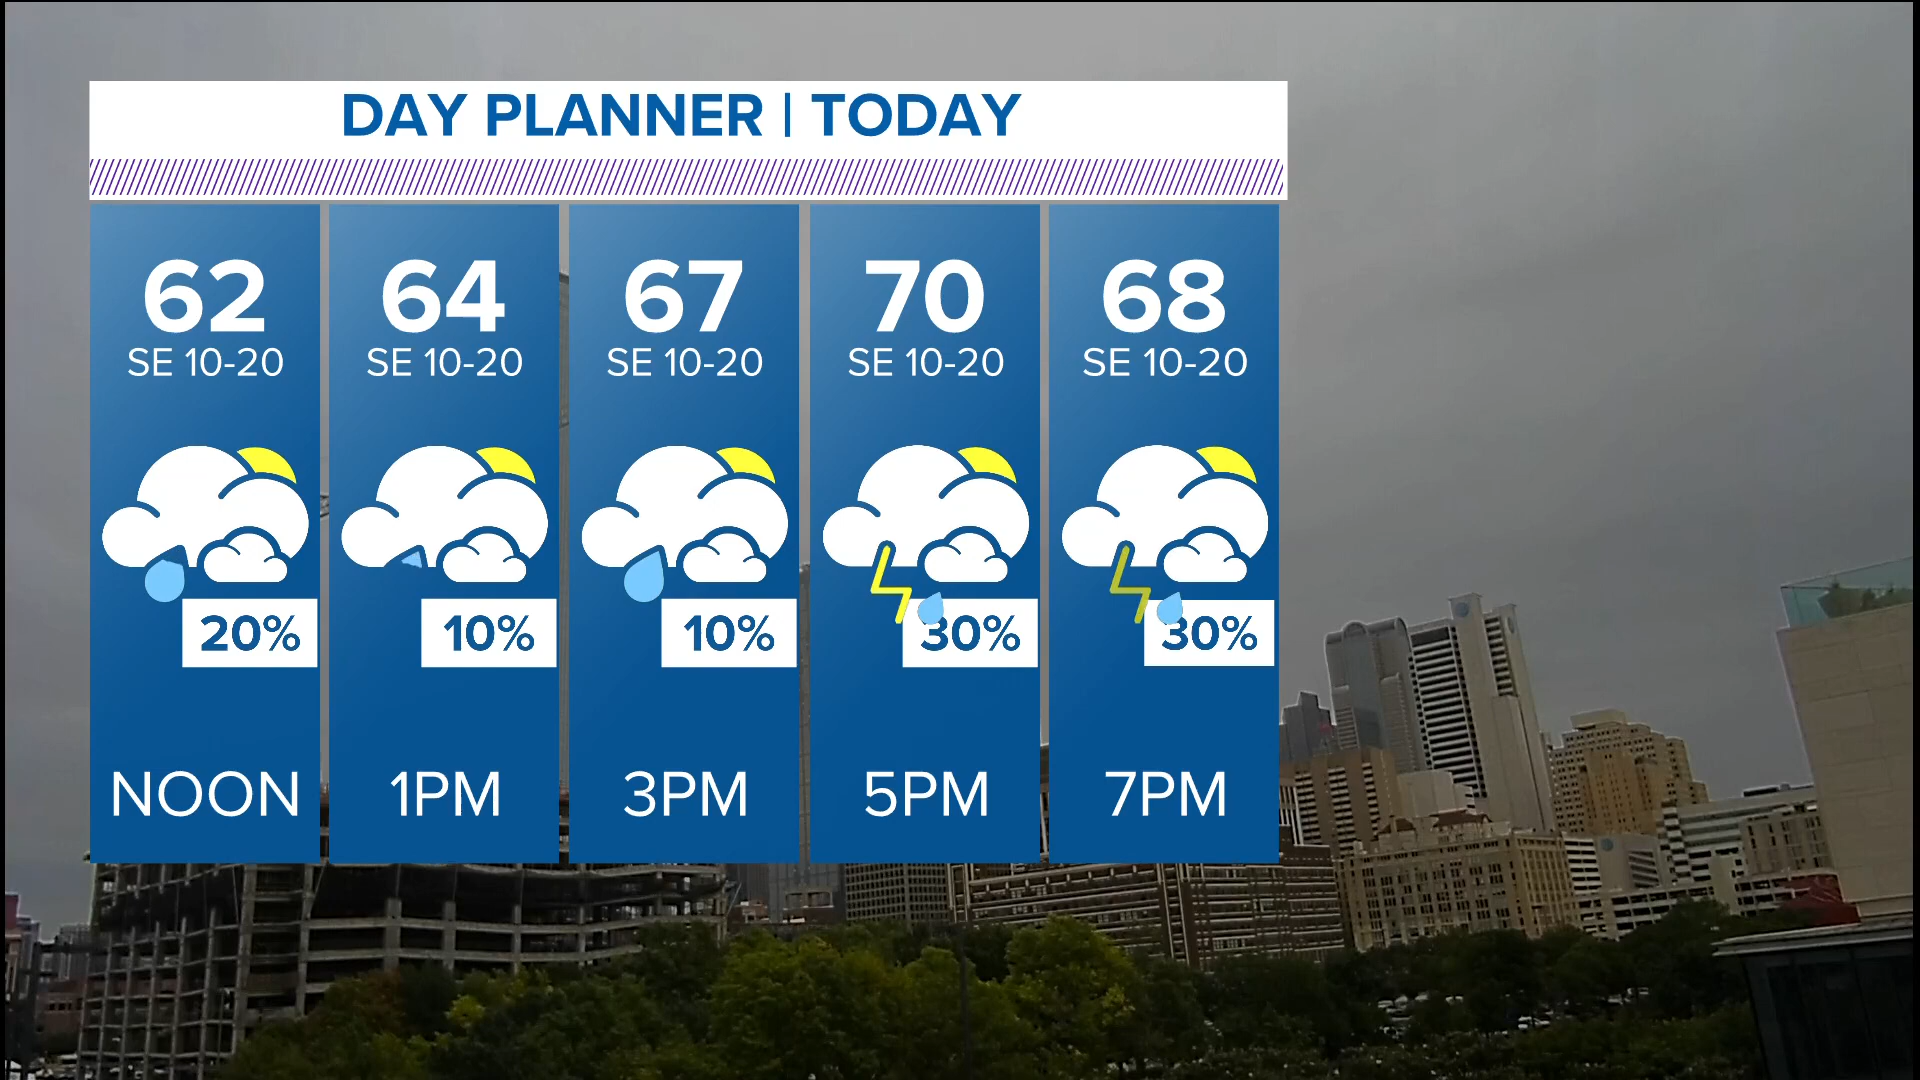 DAY PLANNER | TODAY
62
SE 10-20
20%
NOON
64
SE 10-20
10%
1PM
67
SE 10-20
10%
3PM
70
SE 10-20
30%
5PM
68
SE 10-20
30%
7PM